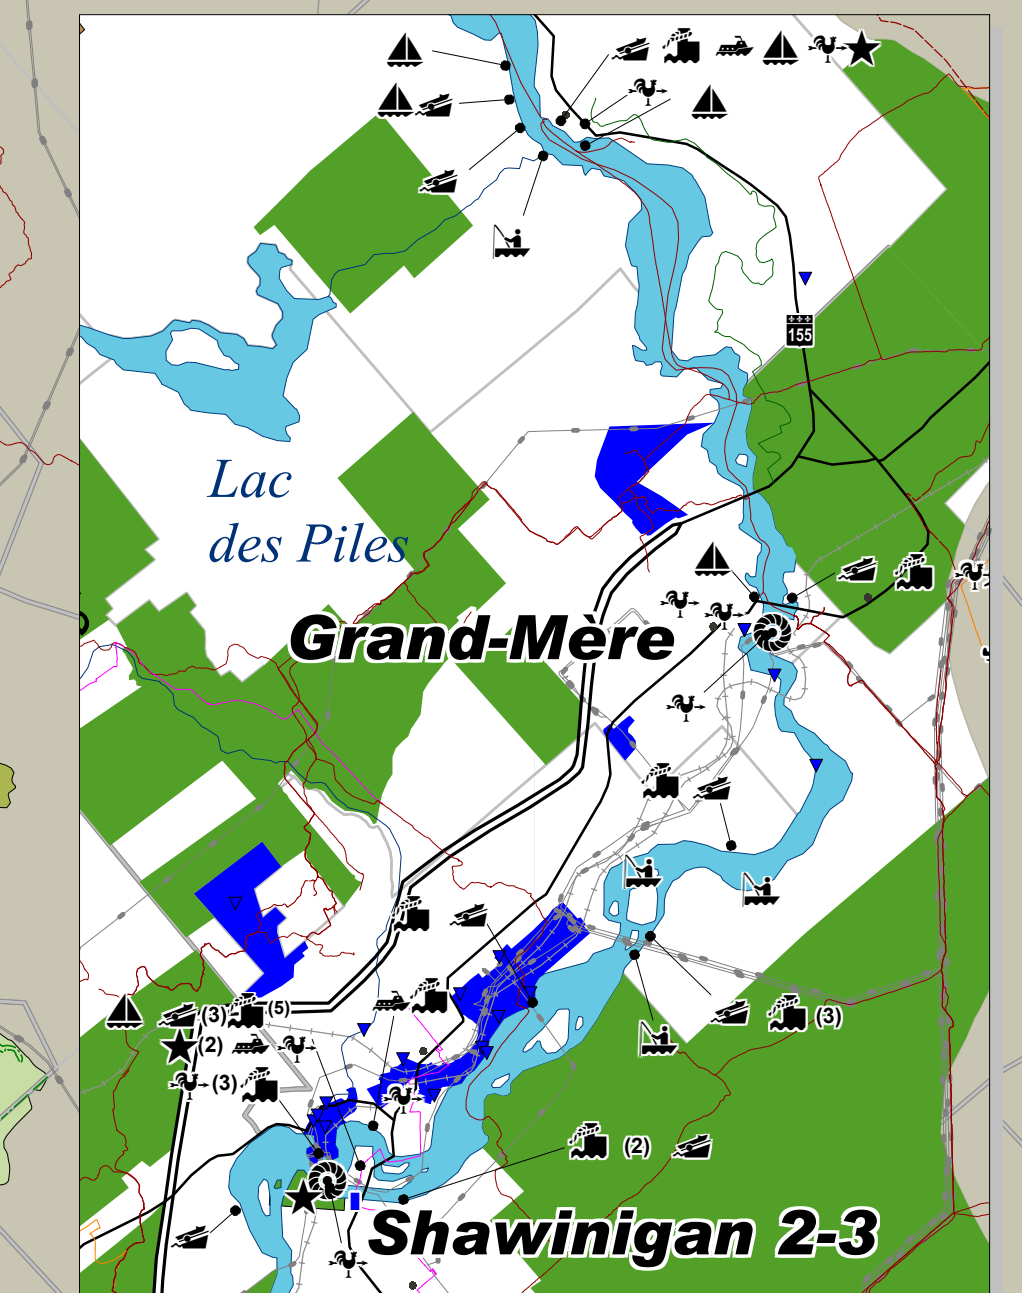 155
Lac
des Piles
Grand-Mère
(3) (5)
(2)
(3)
(3)
(2)
Shawinigan 2-3